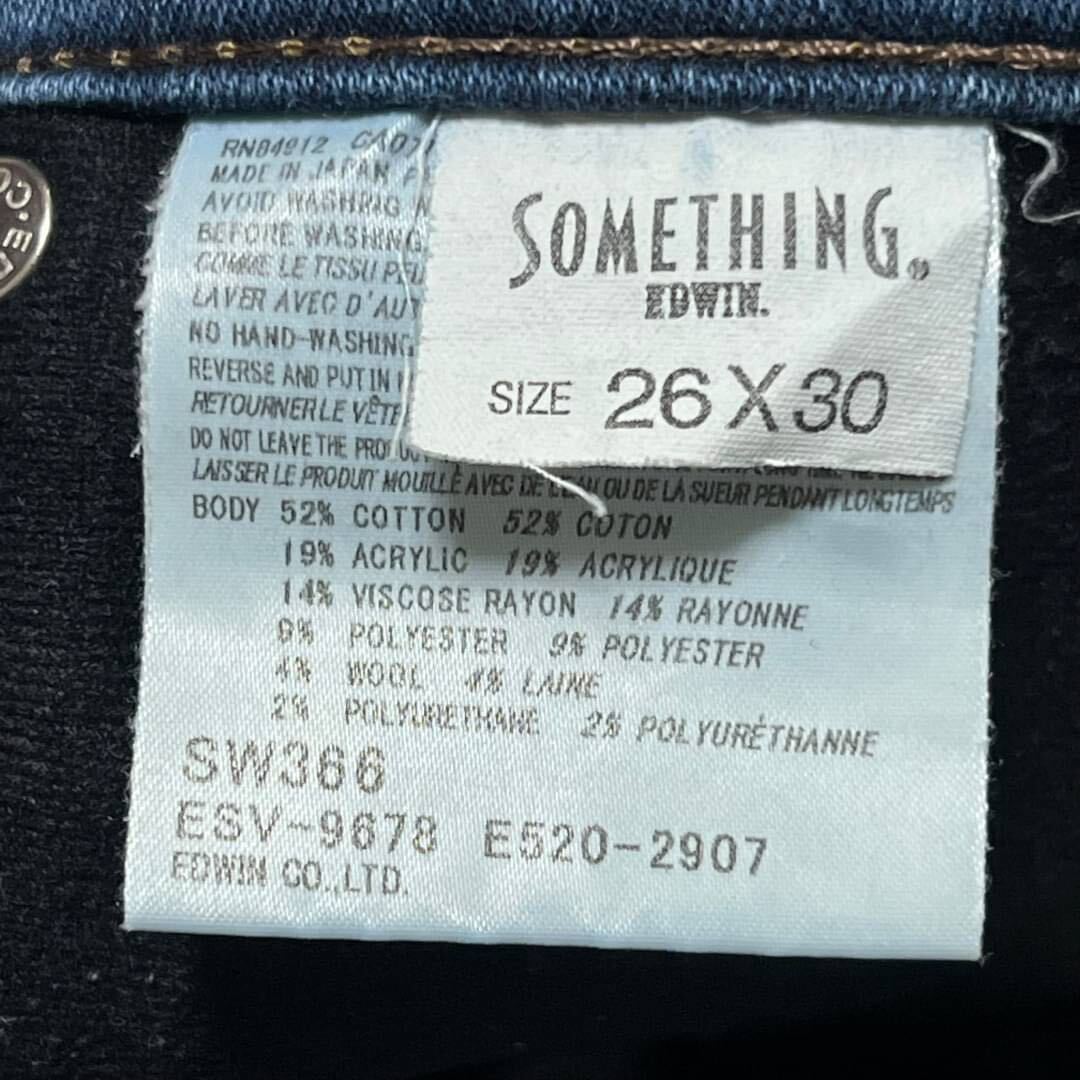 RN84912
MADE IN JAPAN
AVOID WASHING
BEFORE WASHING
COMME LE TISSU PEU
LAVER AVEC D'AUT
NO HAND-WASHING
REVERSE AND PUT IN
RETOURNER LE VÊTE
DO NOT LEAVE THE
LAISSER LE PRODUIT MOUILLÉ AVEC DE L'EAU OU DE LA SUEUR PENDANT LONGTEMPS
BODY 52% COTTON 52% COTON
19% ACRYLIC 19% ACRYLIQUE
14% VISCOSE RAYON 14% RAYONNE
9% POLYESTER 9% POLYESTER
4% WOOL 4% LAINE
2% POLYURETHANE 2% POLYURÉTHANNE
SW366
ESV-9678 E520-2907
EDWIN CO.,LTD.
SOMETHING®
EDWIN.
SIZE 26X30